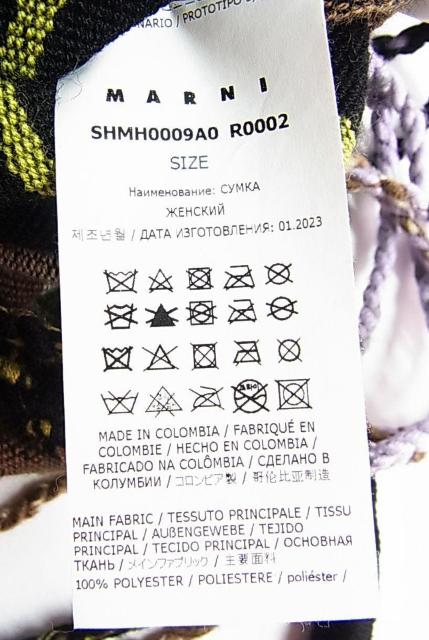 NARIO / PROTOTIPO
MARNI
SHMH0009A0 R0002
SIZE
Наименование: СУМКА
ЖЕНСКИЙ
제조년월 / ДАТА ИЗГОТОВЛЕНИЯ: 01.2023
MADE IN COLOMBIA / FABRIQUÉ EN
COLOMBIE / HECHO EN COLOMBIA /
FABRICADO NA COLÔMBIA / СДЕЛАНО В
КОЛУМБИИ / コロンビア製 / 哥伦比亚制造
MAIN FABRIC / TESSUTO PRINCIPALE / TISSU
PRINCIPAL / AUßENGEWEBE / TEJIDO
PRINCIPAL / TECIDO PRINCIPAL / ОСНОВНАЯ
ТКАНЬ / メインファブリック / 主要面料
100% POLYESTER / POLIESTERE / poliéster /